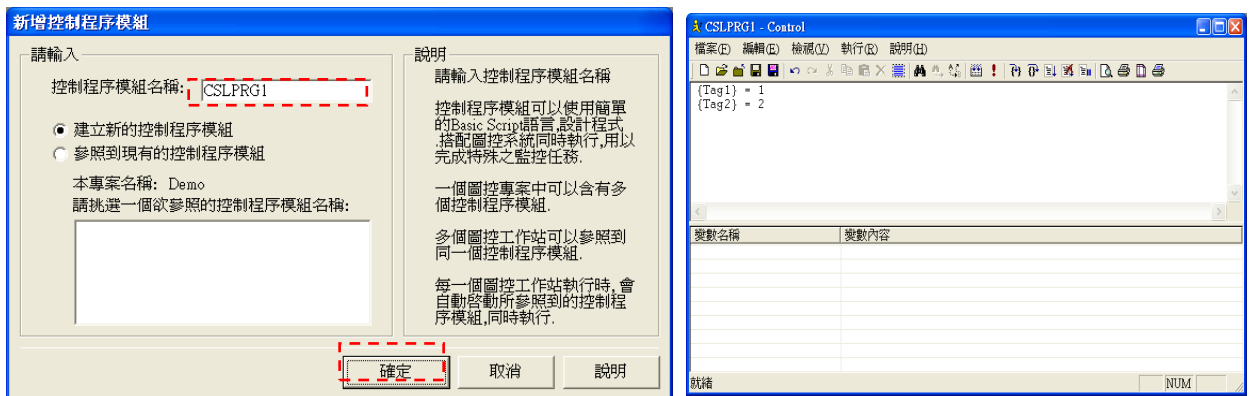 新增控制程序模組
請輸入
控制程序模組名稱:
CSLPRG1
建立新的控制程序模組
參照到現有的控制程序模組
本專案名稱: Demo
請挑選一個欲參照的控制程序模組名稱:
說明
請輸入控制程序模組名稱
控制程序模組可以使用簡單
的Basic Script語言,設計程式
,搭配圖控系統同時執行,用以
完成特殊之監控任務.
一個圖控專案中可以含有多
個控制程序模組.
多個圖控工作站可以參照到
同一個控制程序模組.
每一個圖控工作站執行時, 會
自動啓動所參照到的控制程
序模組,同時執行.
確定
取消
說明
CSLPRG1 - Control
檔案(F) 編輯(E) 檢視(V) 執行(R) 說明(H)
{Tag1} = 1
{Tag2} = 2
變數名稱
變數內容
就緒
NUM